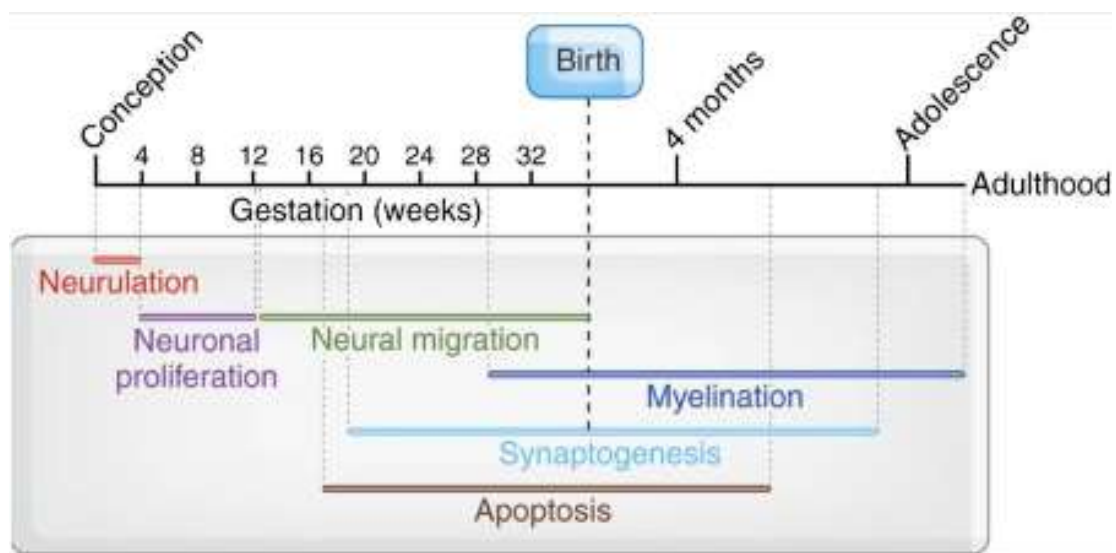 Conception
Birth
4 months
Adolescence
4 8 12 16 20 24 28 32
Adulthood
Gestation (weeks)
Neurulation
Neuronal
proliferation
Neural migration
Myelination
Synaptogenesis
Apoptosis